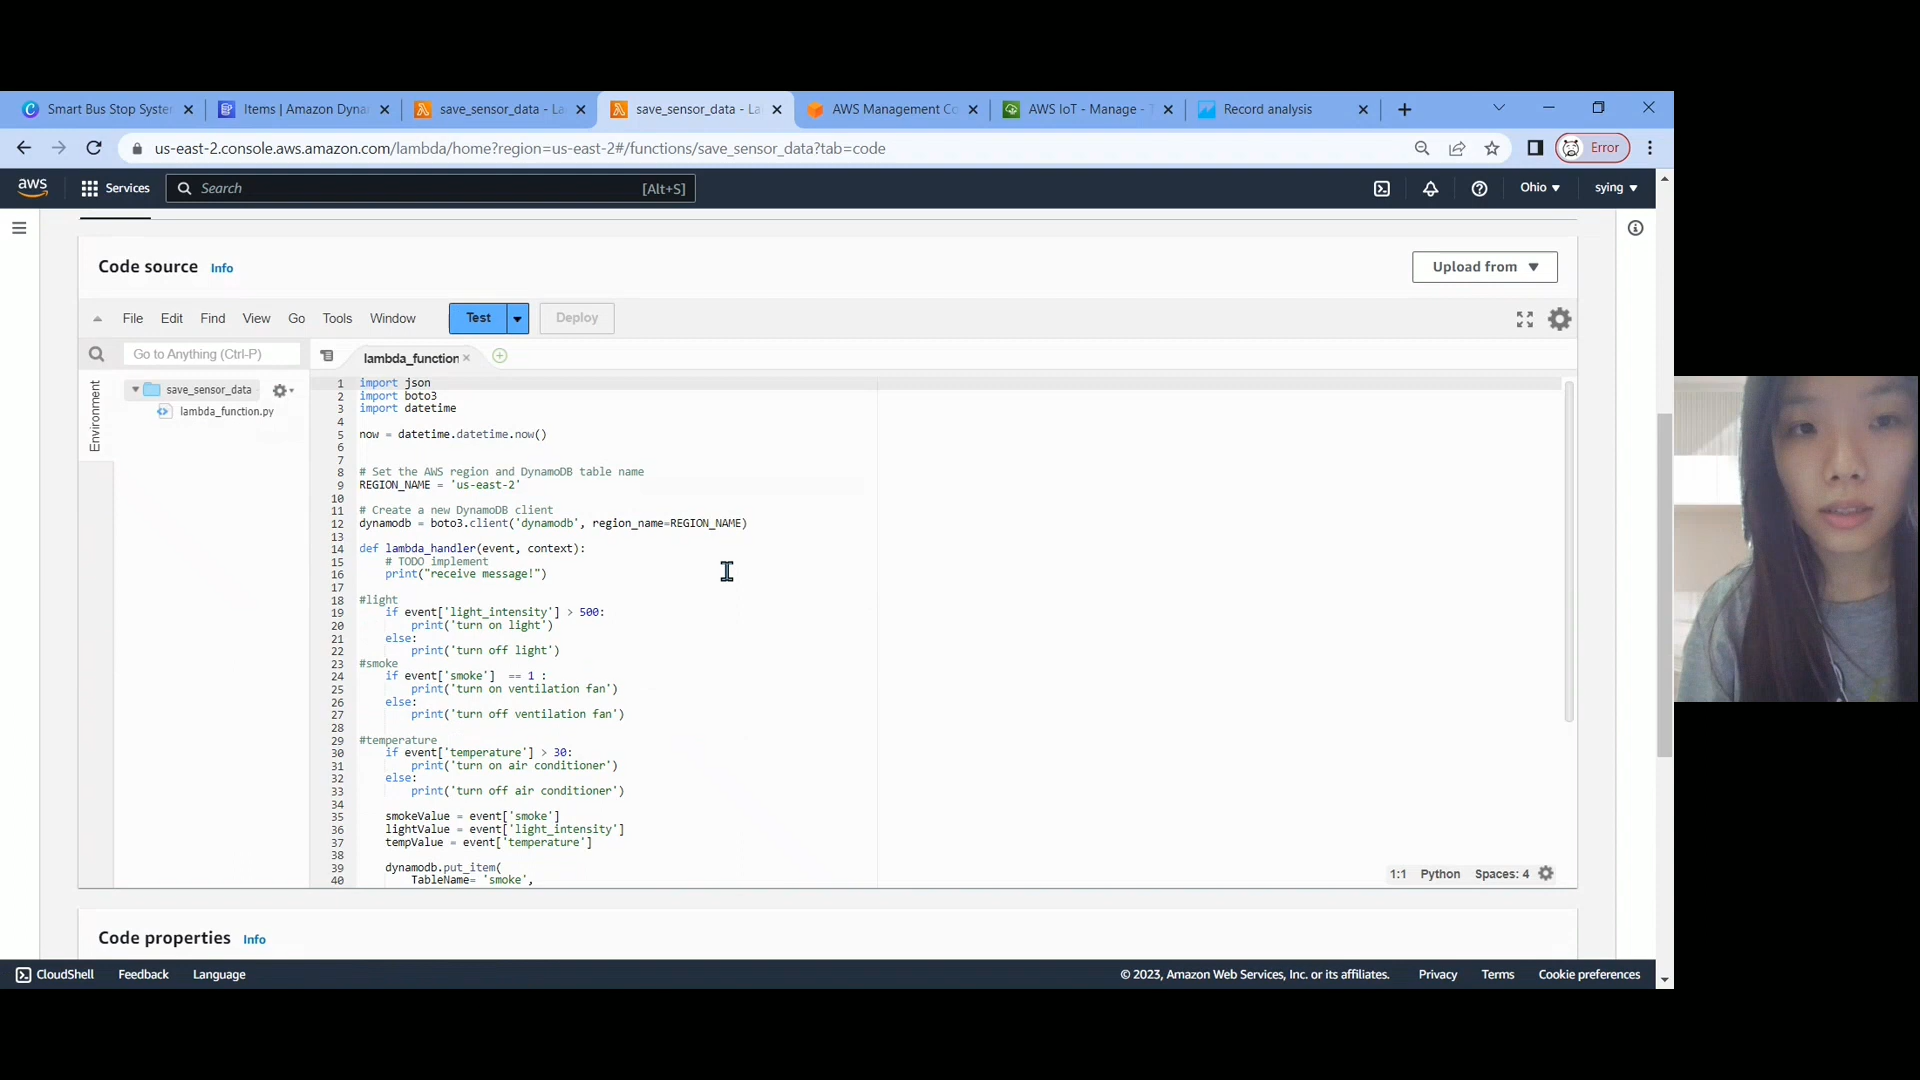 Smart Bus Stop Syste
Items | Amazon Dyna
save_sensor_data - La
save_sensor_data - La
AWS Management Co
AWS IoT - Manage - T
Record analysis
us-east-2.console.aws.amazon.com/lambda/home?region=us-east-2#/functions/save_sensor_data?tab=code
Error
aws
Services
Search
[Alt+S]
Ohio
sying
Code source
Info
Upload from
File
Edit
Find
View
Go
Tools
Window
Test
Deploy
Go to Anything (Ctrl-P)
lambda_function
Environment
save_sensor_data
lambda_function.py
1 import json
2 import boto3
3 import datetime
4
5 now = datetime.datetime.now()
6
7
8 # Set the AWS region and DynamoDB table name
9 REGION_NAME = 'us-east-2'
10
11 # Create a new DynamoDB client
12 dynamodb = boto3.client('dynamodb', region_name=REGION_NAME)
13
14 def lambda_handler(event, context):
15 # TODO implement
16 print("receive message!")
17
18 #light
19 if event['light_intensity'] > 500:
20 print('turn on light')
21 else:
22 print('turn off light')
23 #smoke
24 if event['smoke']  == 1 :
25 print('turn on ventilation fan')
26 else:
27 print('turn off ventilation fan')
28
29 #temperature
30 if event['temperature'] > 30:
31 print('turn on air conditioner')
32 else:
33 print('turn off air conditioner')
34
35 smokeValue = event['smoke']
36 lightValue = event['light_intensity']
37 tempValue = event['temperature']
38
39 dynamodb.put_item(
40 TableName= 'smoke',
1:1
Python
Spaces: 4
Code properties
Info
CloudShell
Feedback
Language
© 2023, Amazon Web Services, Inc. or its affiliates.
Privacy
Terms
Cookie preferences